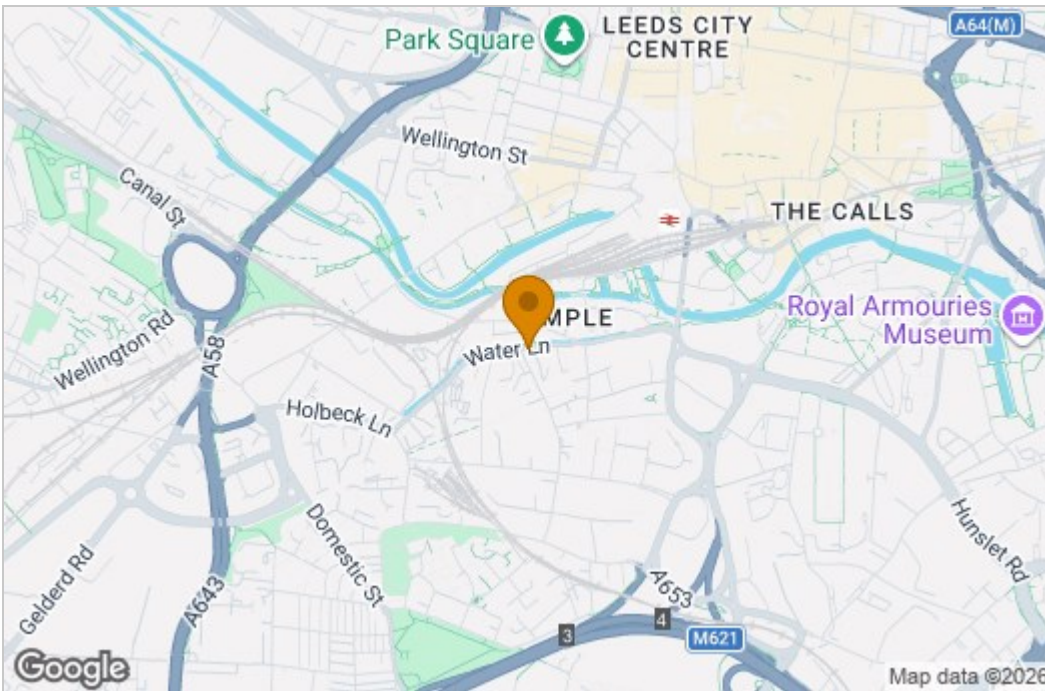 Park Square
LEEDS CITY
CENTRE
A64(M)
Wellington St
Canal St
THE CALLS
Royal Armouries
Museum
MPLE
Water Ln
Wellington Rd
A58
Holbeck Ln
Domestic St
Gelderd Rd
A643
Hunslet Rd
A653
3
4
M621
Google
Map data ©2026